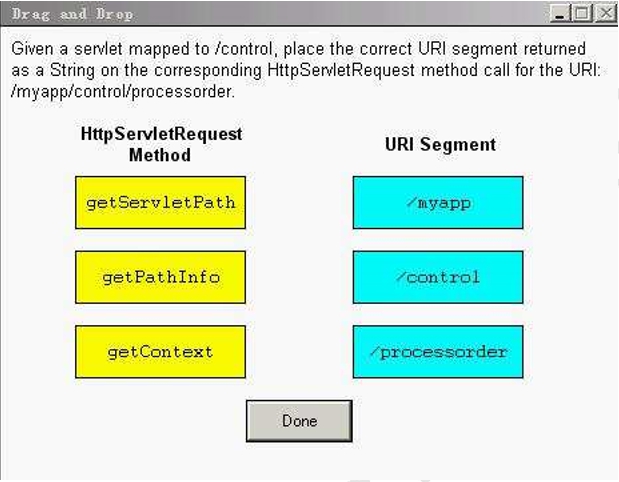 Drag and Drop
Given a servlet mapped to /control, place the correct URI segment returned
as a String on the corresponding HttpServletRequest method call for the URI:
/myapp/control/processorder.
HttpServletRequest
Method
URI Segment
getServletPath
/myapp
getPathInfo
/control
getContext
/processorder
Done